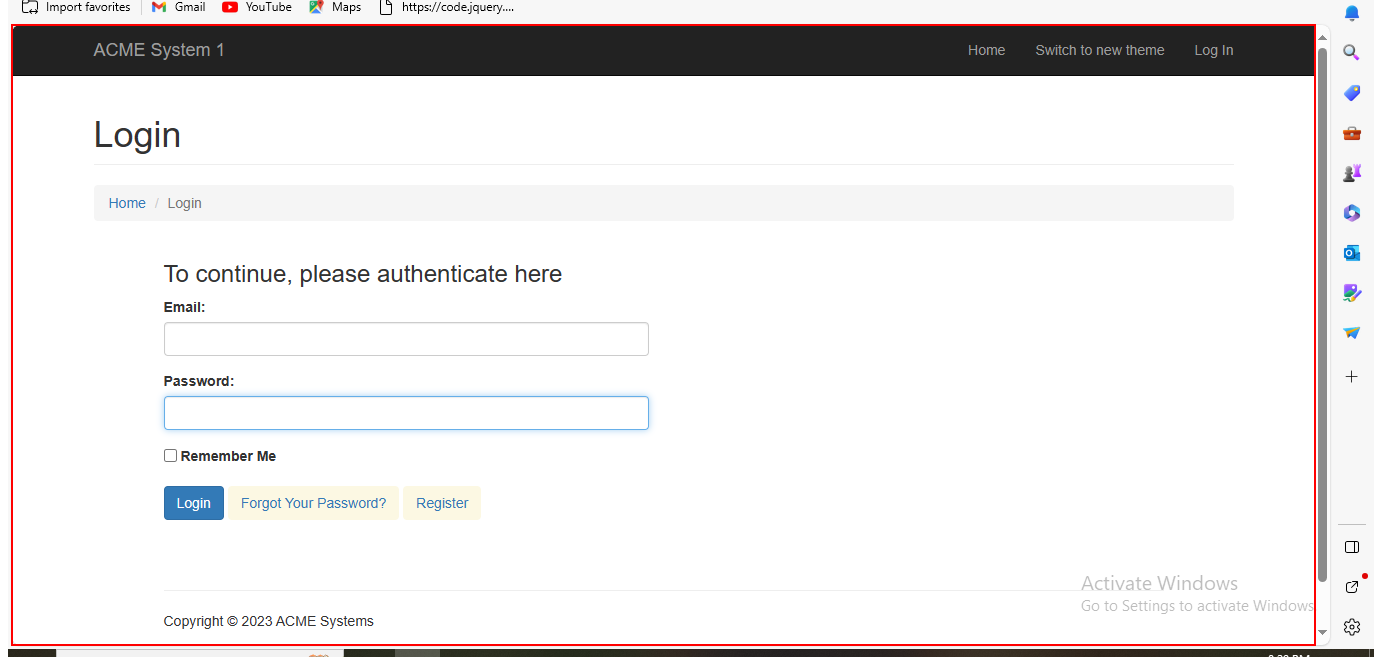 Import favorites Gmail YouTube Maps https://code.jquery....
ACME System 1 Home Switch to new theme Log In
Login
Home / Login
To continue, please authenticate here
Email:
Password:
Remember Me
Login Forgot Your Password? Register
Activate Windows
Go to Settings to activate Windows
Copyright © 2023 ACME Systems